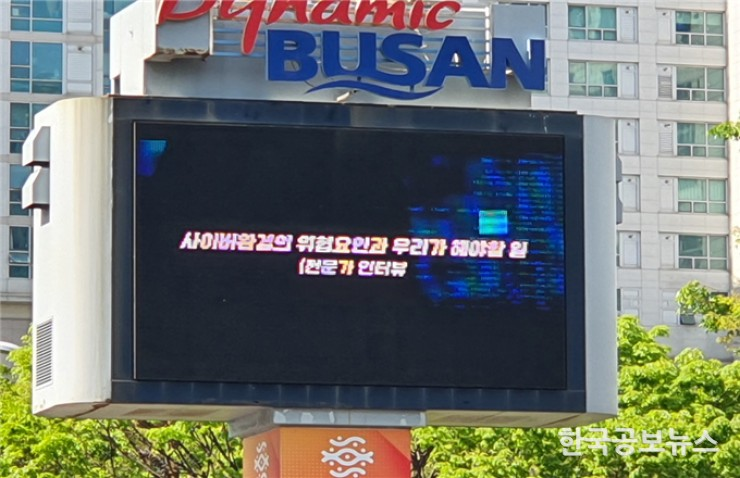 Dynamic
BUSAN
사이버환경의 위협요인과 우리가 해야할 일
(전문가 인터뷰
한국공보뉴스